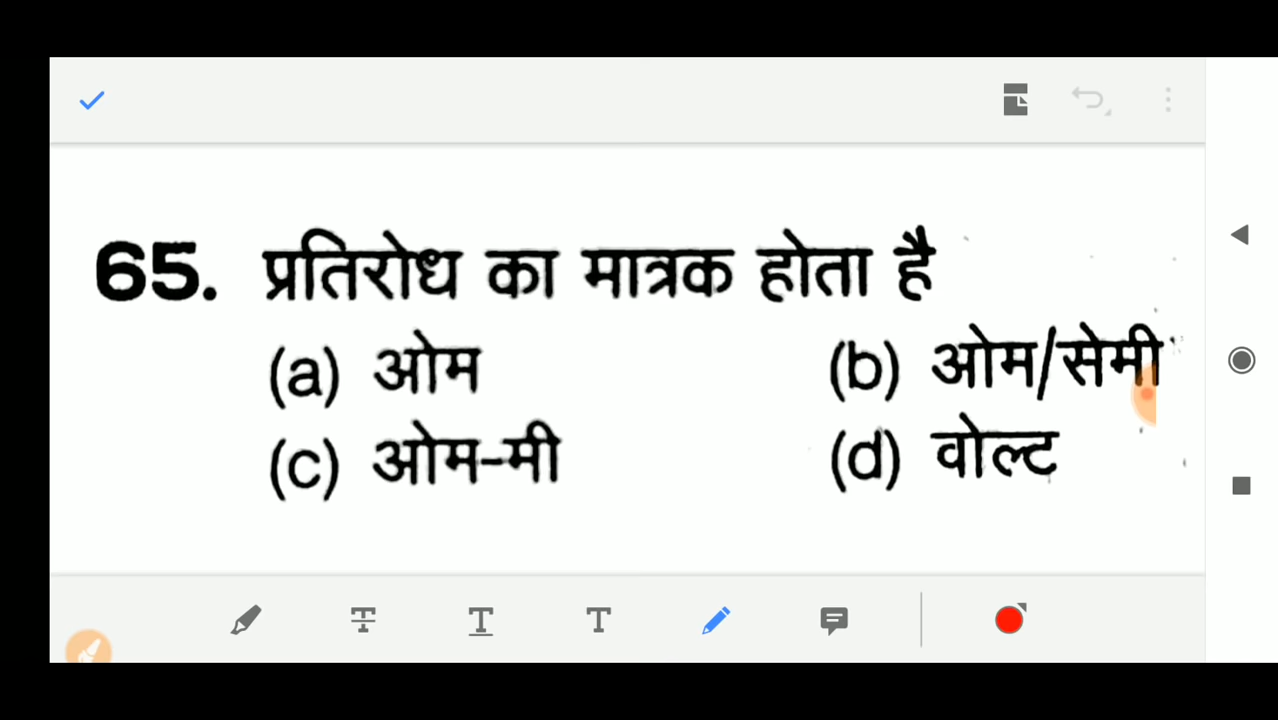 65. प्रतिरोध का मात्रक होता है
(a) ओम (b) ओम/सेमी
(c) ओम-मी (d) वोल्ट